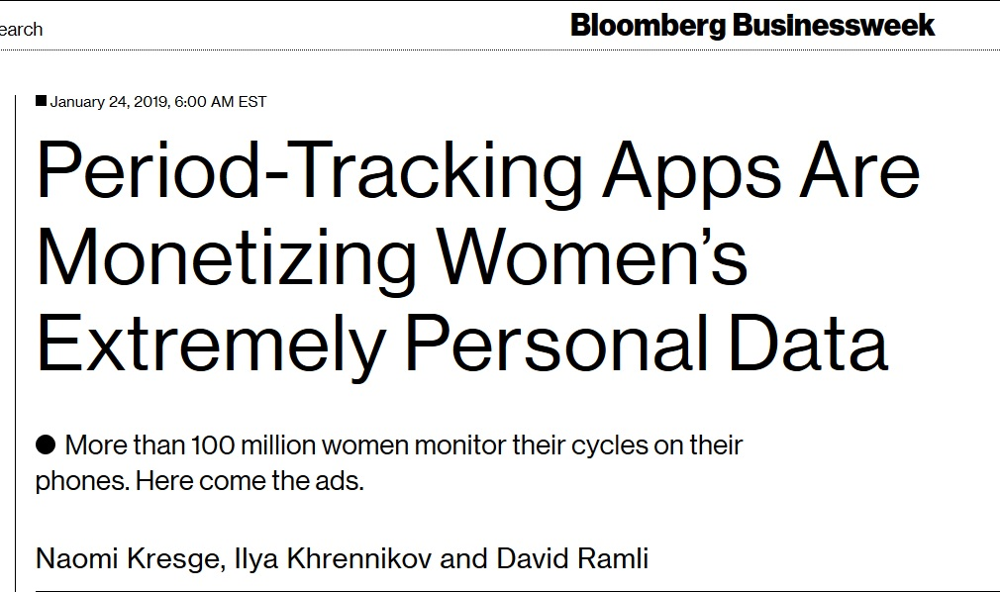 earch
Bloomberg Businessweek
January 24, 2019, 6:00 AM EST
Period-Tracking Apps Are
Monetizing Women’s
Extremely Personal Data
● More than 100 million women monitor their cycles on their
phones. Here come the ads.
Naomi Kresge, Ilya Khrennikov and David Ramli